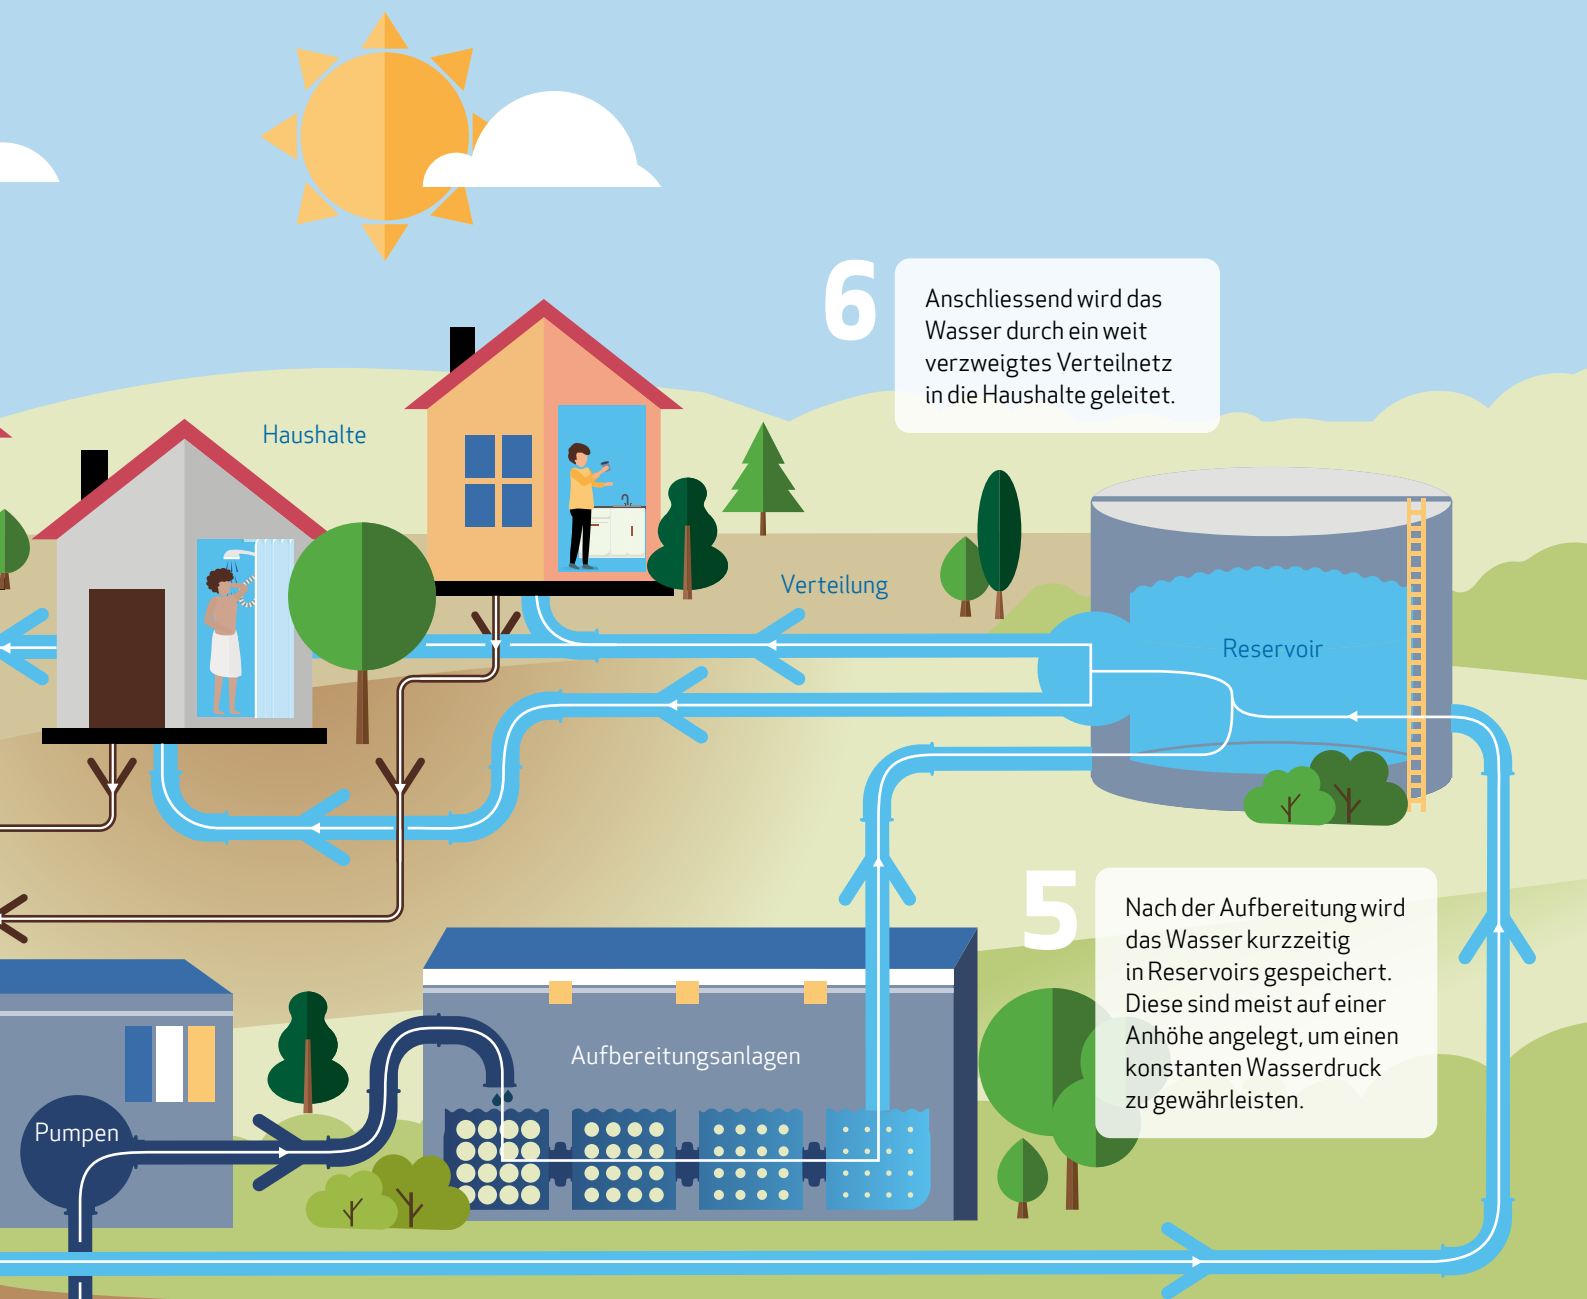 6
Anschliessend wird das
Wasser durch ein weit
verzweigtes Verteilnetz
in die Haushalte geleitet.
Haushalte
Verteilung
Reservoir
5
Nach der Aufbereitung wird
das Wasser kurzzeitig
in Reservoirs gespeichert.
Diese sind meist auf einer
Anhöhe angelegt, um einen
konstanten Wasserdruck
zu gewährleisten.
Aufbereitungsanlagen
Pumpen